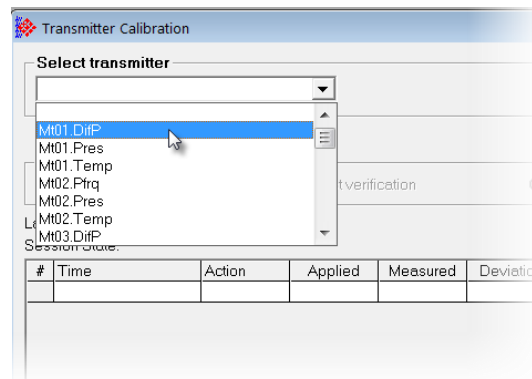 Transmitter Calibration
Select transmitter
Mt01.DifP
Mt01.Pres
Mt01.Temp
Mt02.Pfrq
Mt02.Pres
t verification
Mt02.Temp
Mt03.DifP
Session State:
# Time Action Applied Measured Deviatio